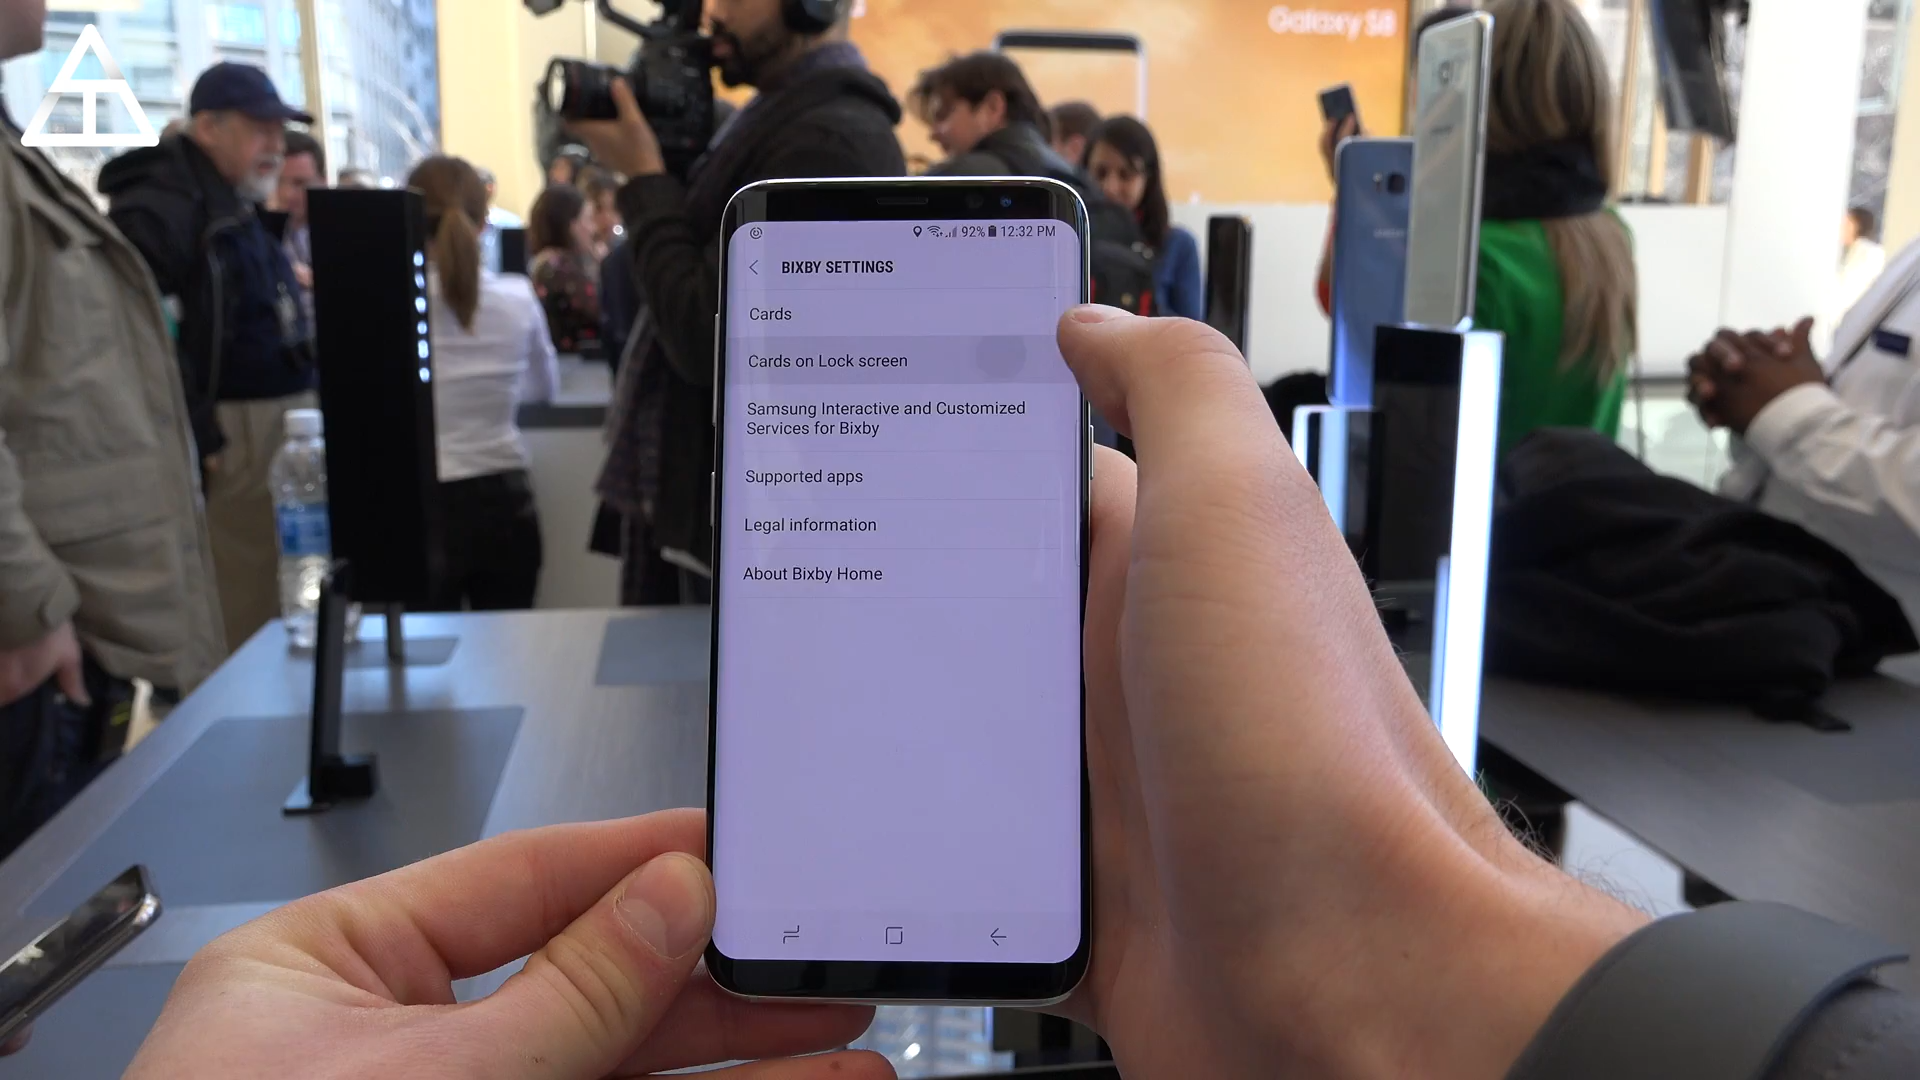 Galaxy S8
92% 12:32 PM
BIXBY SETTINGS
Cards
Cards on Lock screen
Samsung Interactive and Customized
Services for Bixby
Supported apps
Legal information
About Bixby Home